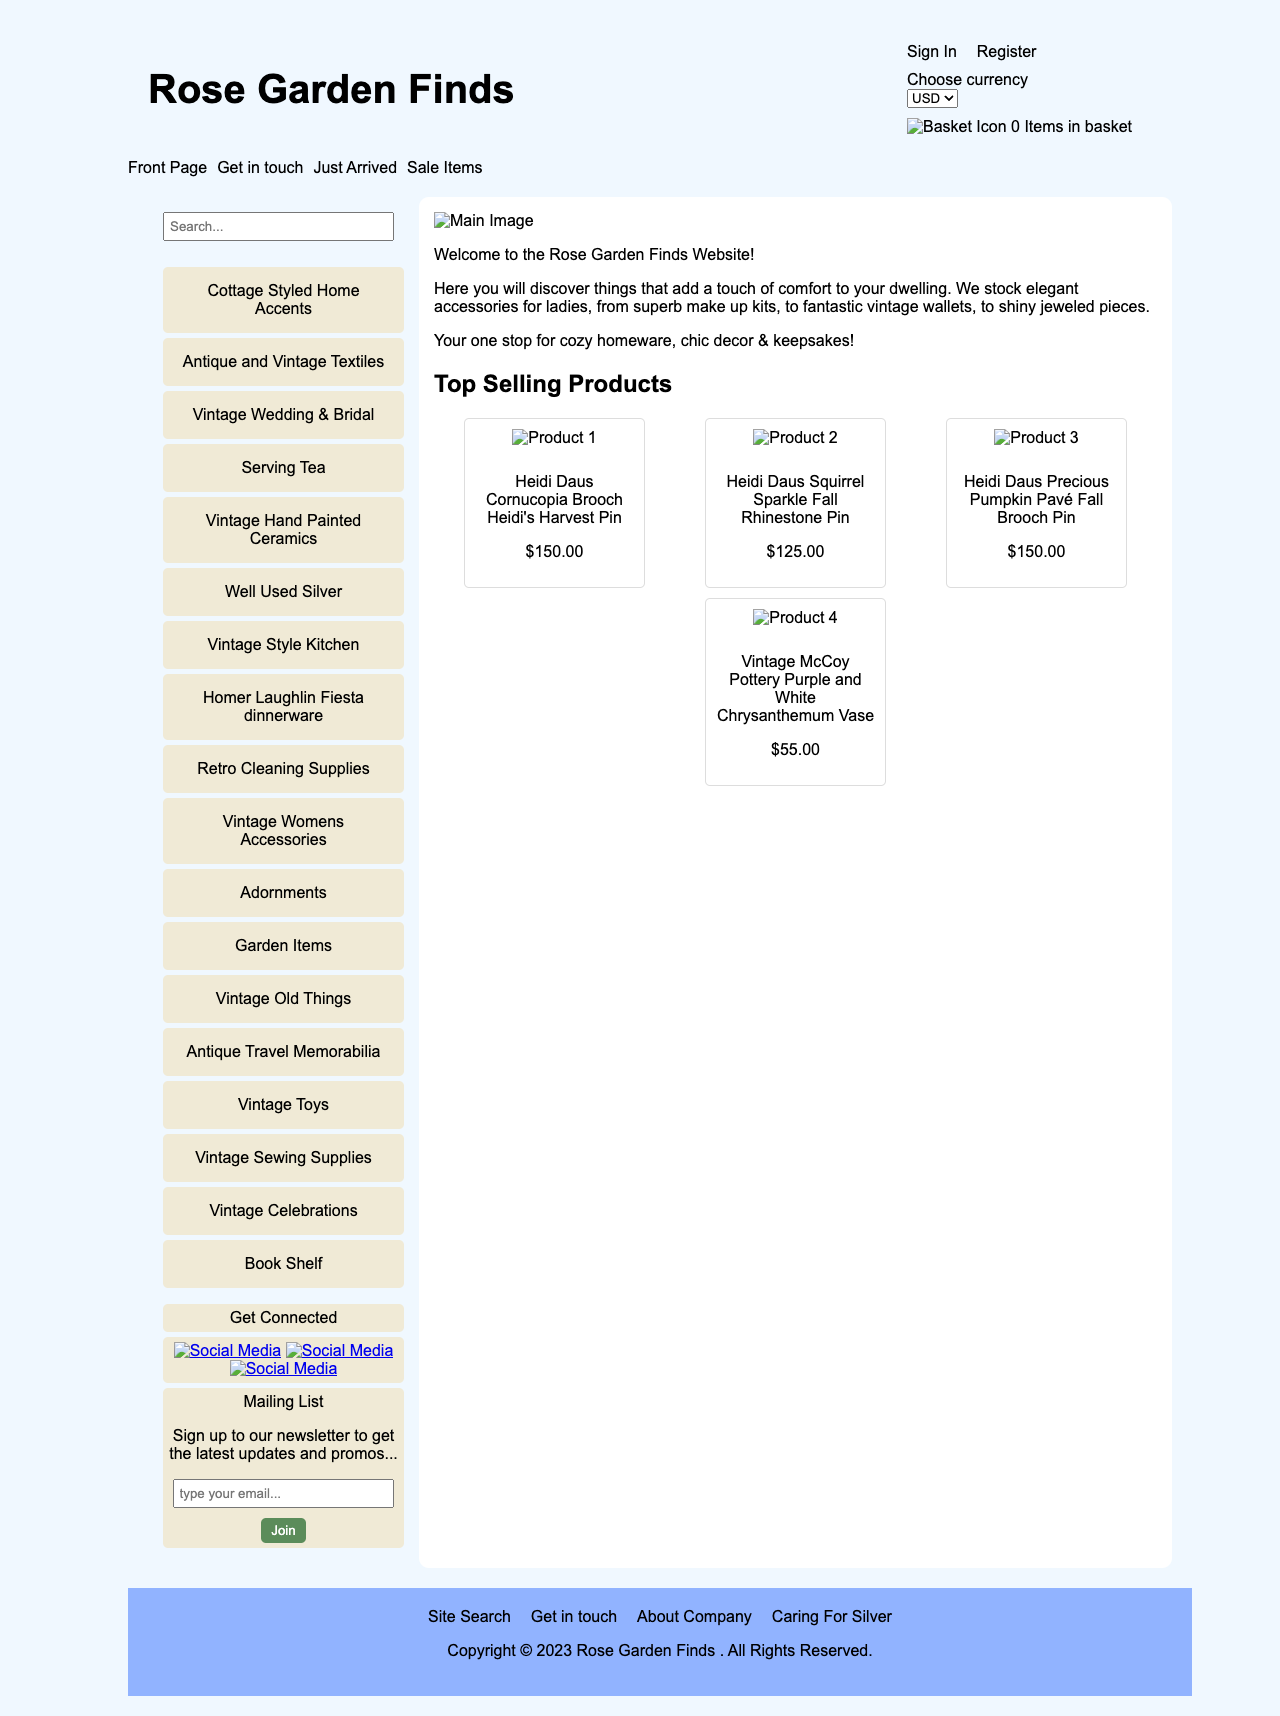 Rose Garden Finds
Sign In Register
Choose currency
USD
Basket Icon 0 Items in basket
Front Page Get in touch Just Arrived Sale Items
Search...
Cottage Styled Home
Accents
Antique and Vintage Textiles
Vintage Wedding & Bridal
Serving Tea
Vintage Hand Painted
Ceramics
Well Used Silver
Vintage Style Kitchen
Homer Laughlin Fiesta
dinnerware
Retro Cleaning Supplies
Vintage Womens
Accessories
Adornments
Garden Items
Vintage Old Things
Antique Travel Memorabilia
Vintage Toys
Vintage Sewing Supplies
Vintage Celebrations
Book Shelf
Get Connected
Social Media Social Media
Social Media
Mailing List
Sign up to our newsletter to get
the latest updates and promos...
type your email...
Join
Main Image
Welcome to the Rose Garden Finds Website!
Here you will discover things that add a touch of comfort to your dwelling. We stock elegant
accessories for ladies, from superb make up kits, to fantastic vintage wallets, to shiny jeweled pieces.
Your one stop for cozy homeware, chic decor & keepsakes!
Top Selling Products
Product 1
Heidi Daus
Cornucopia Brooch
Heidi's Harvest Pin
$150.00
Product 2
Heidi Daus Squirrel
Sparkle Fall
Rhinestone Pin
$125.00
Product 3
Heidi Daus Precious
Pumpkin Pavé Fall
Brooch Pin
$150.00
Product 4
Vintage McCoy
Pottery Purple and
White
Chrysanthemum Vase
$55.00
Site Search Get in touch About Company Caring For Silver
Copyright © 2023 Rose Garden Finds . All Rights Reserved.